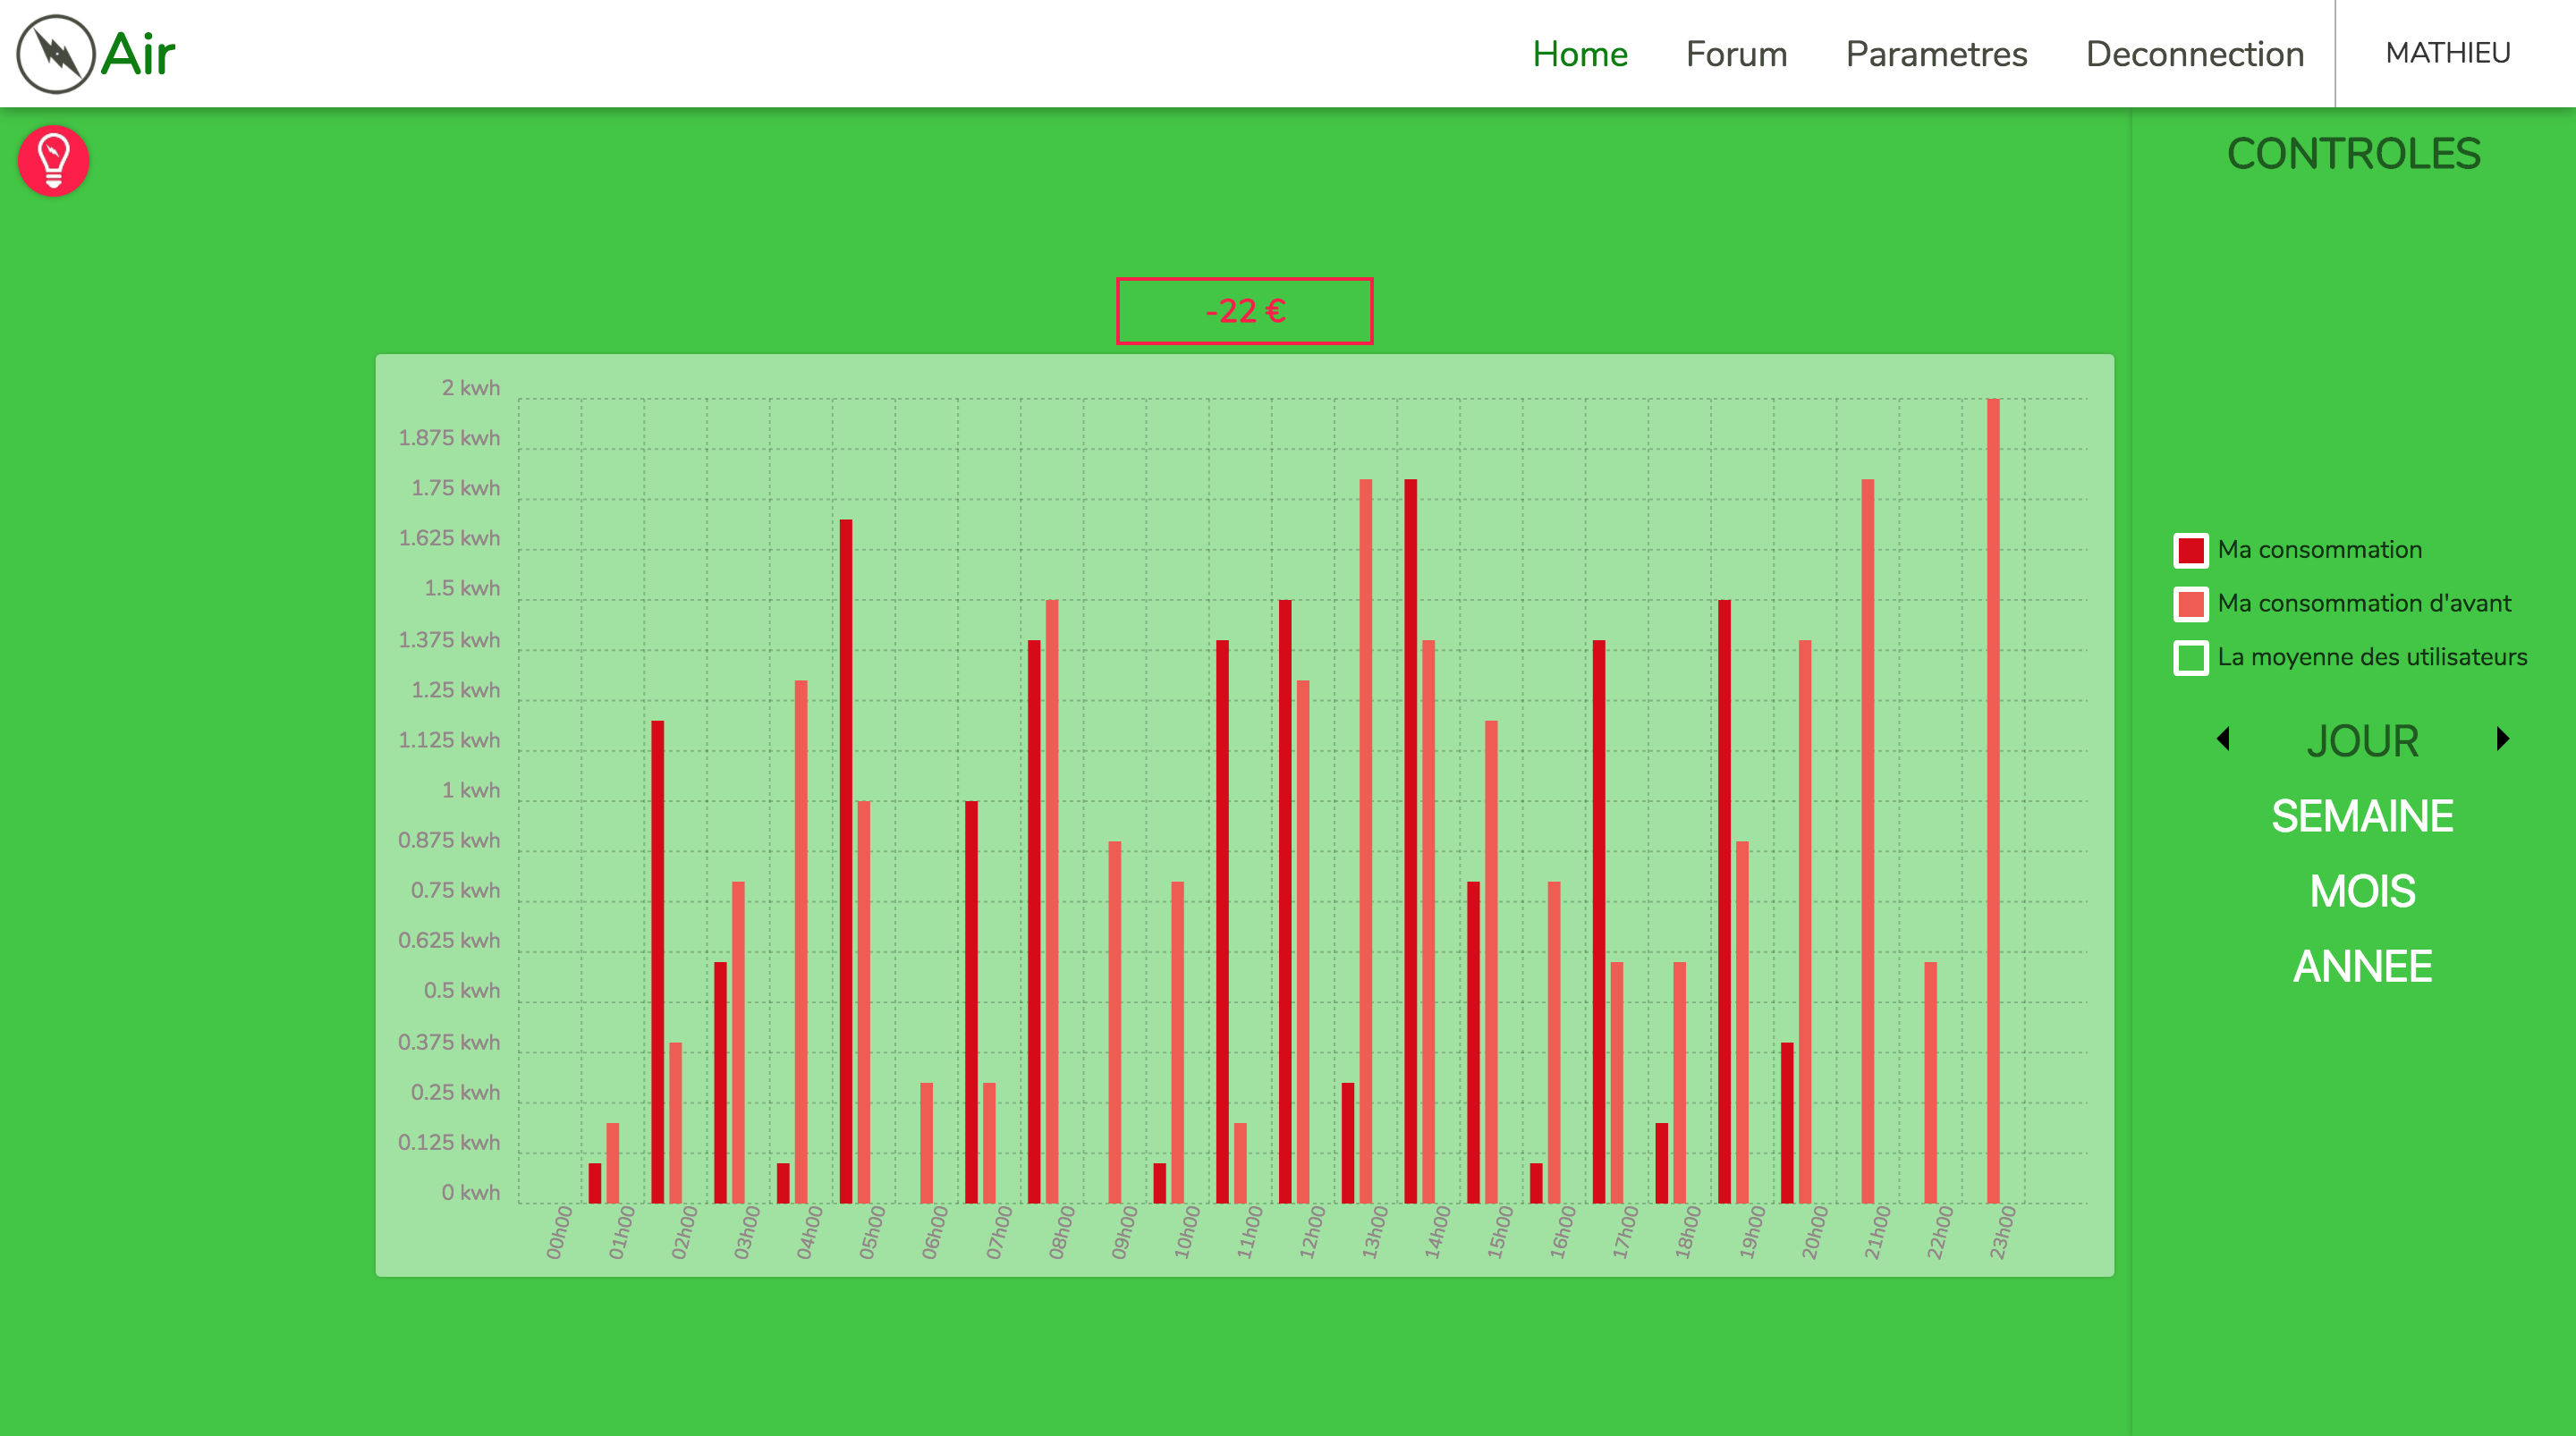 Air
Home
Forum
Parametres
Deconnection
MATHIEU
CONTROLES
-22 €
2 kwh
1.875 kwh
1.75 kwh
1.625 kwh
1.5 kwh
1.375 kwh
1.25 kwh
1.125 kwh
1 kwh
0.875 kwh
0.75 kwh
0.625 kwh
0.5 kwh
0.375 kwh
0.25 kwh
0.125 kwh
0 kwh
00h00
01h00
02h00
03h00
04h00
05h00
06h00
07h00
08h00
09h00
10h00
11h00
12h00
13h00
14h00
15h00
16h00
17h00
18h00
19h00
20h00
21h00
22h00
23h00
Ma consommation
Ma consommation d'avant
La moyenne des utilisateurs
JOUR
SEMAINE
MOIS
ANNEE